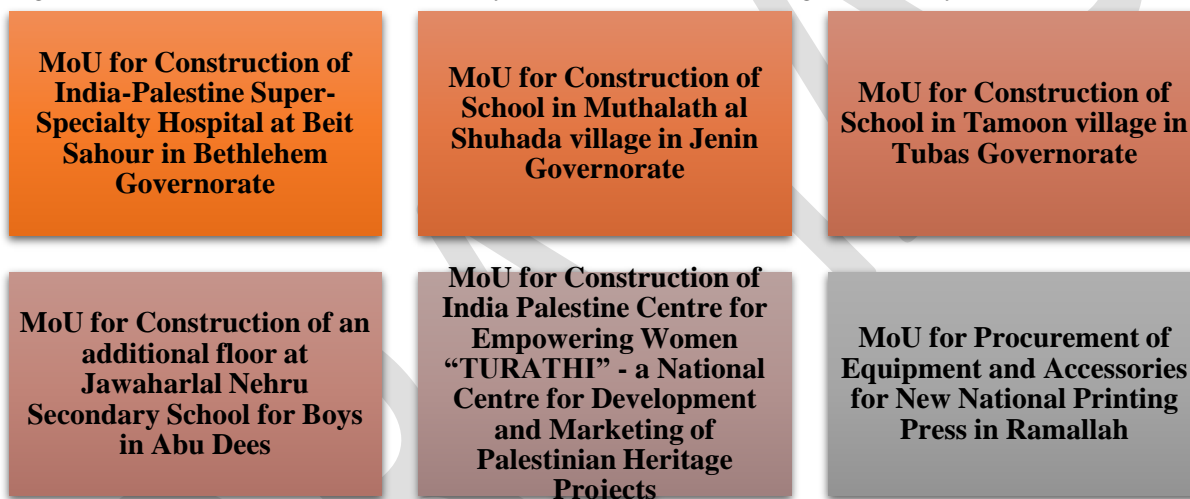 MoU for Construction of
India-Palestine Super-
Specialty Hospital at Beit
Sahour in Bethlehem
Governorate
MoU for Construction of
School in Muthalath al
Shuhada village in Jenin
Governorate
MoU for Construction of
School in Tamoon village in
Tubas Governorate
MoU for Construction of an
additional floor at
Jawaharlal Nehru
Secondary School for Boys
in Abu Dees
MoU for Construction of
India Palestine Centre for
Empowering Women
“TURATHI” - a National
Centre for Development
and Marketing of
Palestinian Heritage
Projects
MoU for Procurement of
Equipment and Accessories
for New National Printing
Press in Ramallah